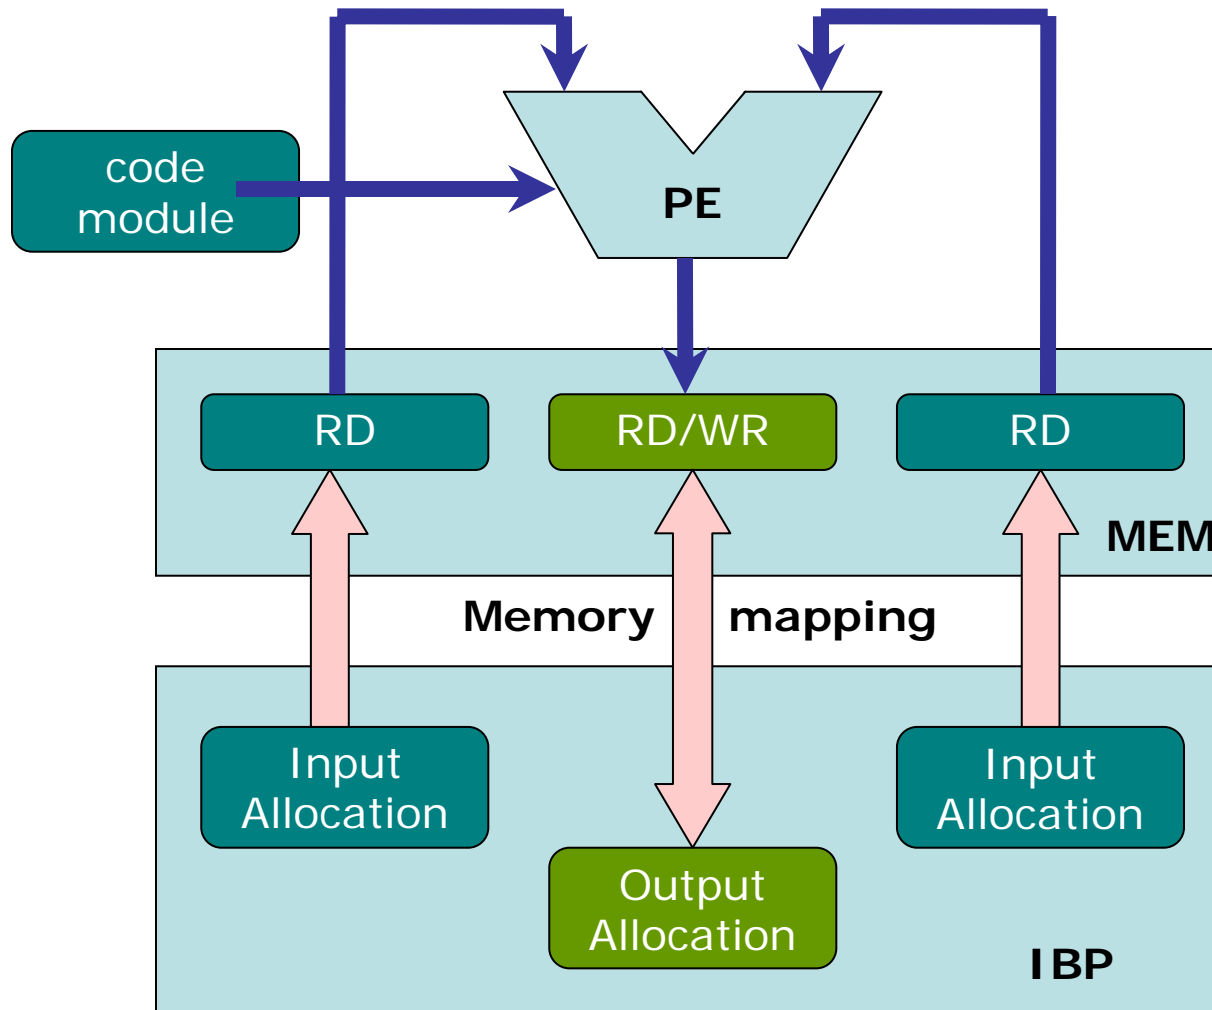 code
module
PE
RD
RD/WR
RD
MEM
Memory mapping
Input
Allocation
Input
Allocation
Output
Allocation
IBP